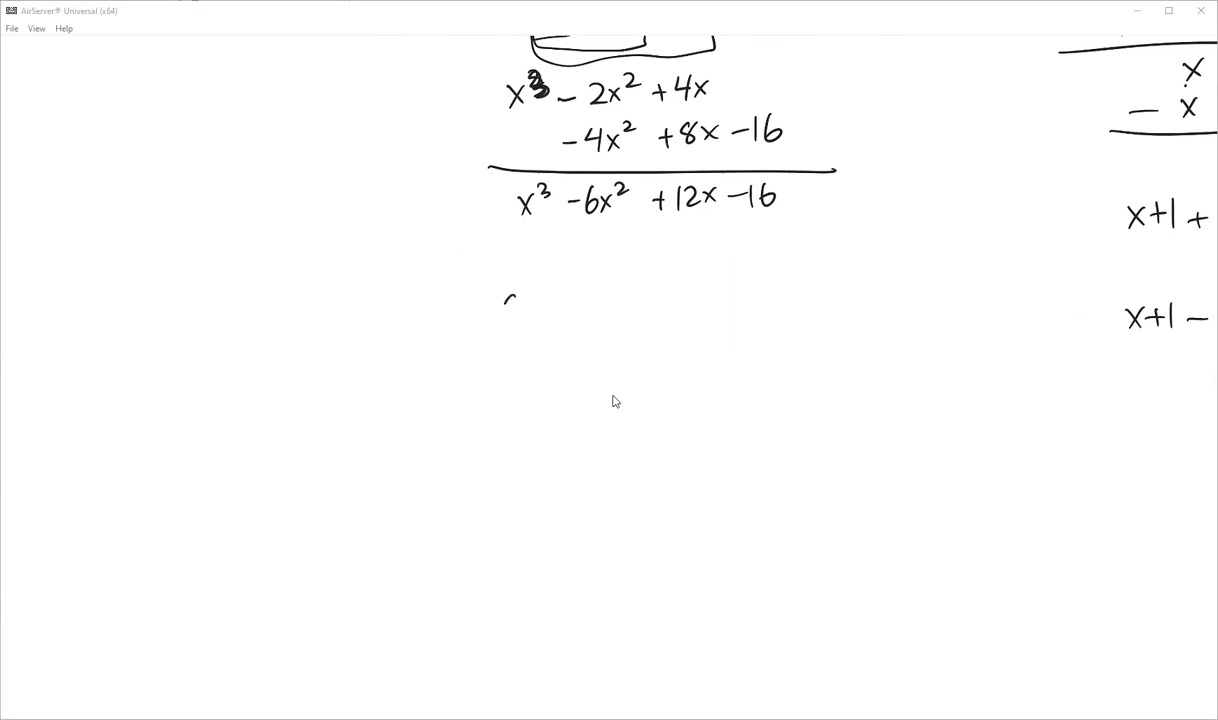 AirServer® Universal (x64)
File View Help
x³ - 2x² + 4x
- 4x² + 8x - 16
x³ - 6x² + 12x - 16
x
- x
x+1 +
x+1 -